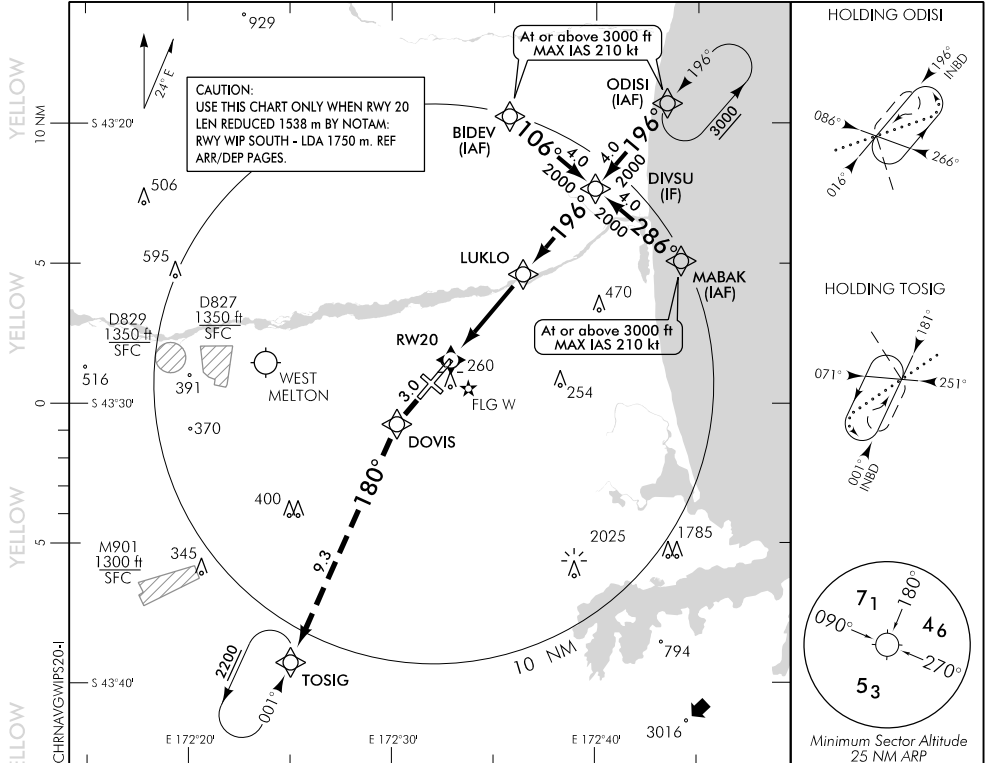 YELLOW
YELLOW
YELLOW
ELLOW
10 NM
5
0
5
CHRNAVGWIPS20-I
929
24° E
CAUTION:
USE THIS CHART ONLY WHEN RWY 20
LEN REDUCED 1538 m BY NOTAM:
RWY WIP SOUTH - LDA 1750 m. REF
ARR/DEP PAGES.
At or above 3000 ft
MAX IAS 210 kt
ODISI
(IAF)
196°
3000
S 43°20'
BIDEV
(IAF)
106°
4.0
2000
196°
4.0
2000
DIVSU
(IF)
506
4.0
2000
286°
196°
595
LUKLO
MABAK
(IAF)
470
D827
1350 ft
SFC
D829
1350 ft
SFC
At or above 3000 ft
MAX IAS 210 kt
RW20
260
516
391
WEST
MELTON
254
FLG W
3.0
S 43°30'
370
DOVIS
180°
400
2025
1785
M901
1300 ft
SFC
345
9.3
10 NM
794
2200
001°
TOSIG
S 43°40'
3016
E 172°20'
E 172°30'
E 172°40'
HOLDING ODISI
196°
INBD
086°
266°
016°
HOLDING TOSIG
181°
071°
251°
001°
INBD
71
180°
090°
46
270°
53
Minimum Sector Altitude
25 NM ARP